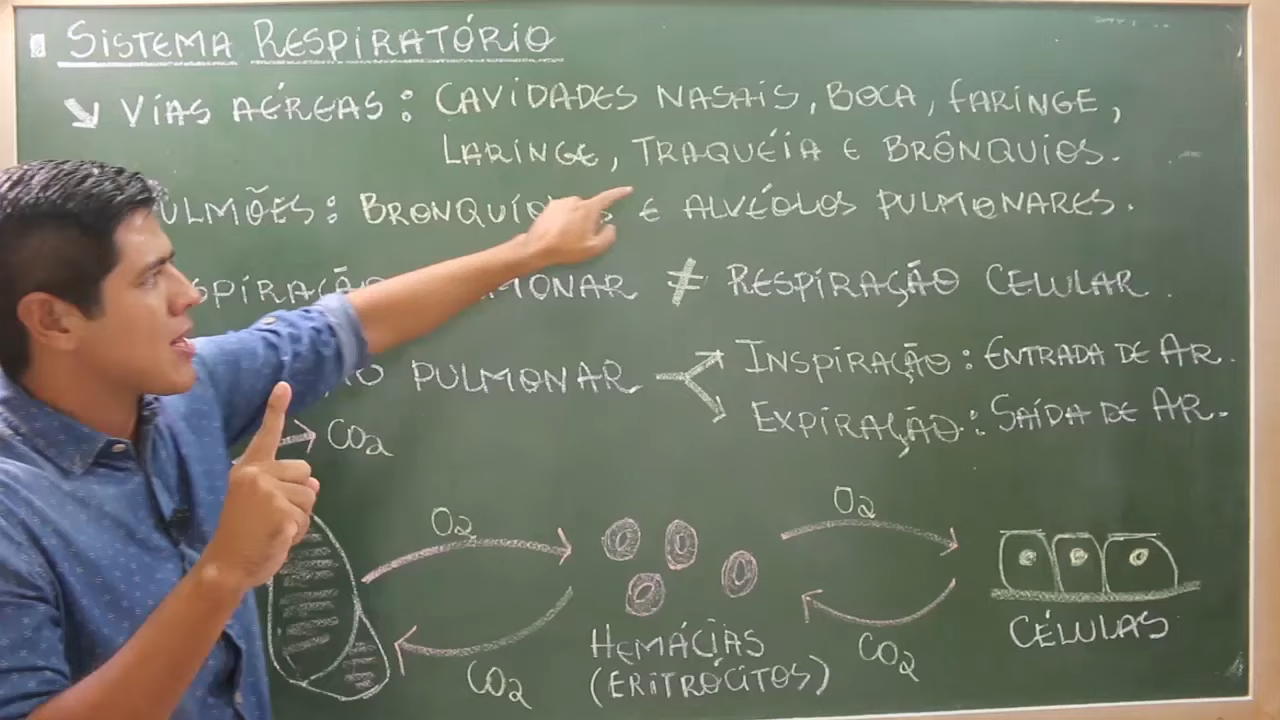 SISTEMA RESPIRATÓRIO
VIAS AÉREAS: CAVIDADES NASAIS, BOCA, FARINGE,
LARINGE, TRAQUÉIA E BRÔNQUIOS.
ULMÕES: E ALVÉOLOS PULMONARES.
≠ RESPIRAÇÃO CELULAR.
PULMONAR
INSPIRAÇÃO: ENTRADA DE AR.
EXPIRAÇÃO: SAÍDA DE AR.
CO2
O2
O2
HEMÁCIAS
(ERITRÓCITOS)
CO2
CO2
CÉLULAS